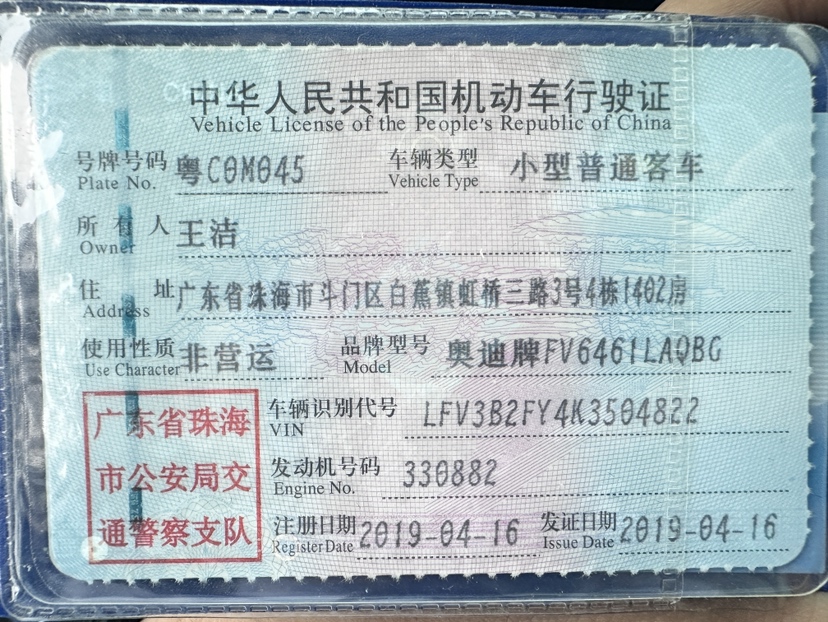 中华人民共和国机动车行驶证
Vehicle License of the People's Republic of China
号牌号码 粤C0M045 车辆类型 小型普通客车
Plate No. Vehicle Type
所有人 王洁
Owner
住址 广东省珠海市斗门区白蕉镇虹桥三路3号4栋1402房
Address
使用性质 非营运 品牌型号 奥迪牌FV6461LAQBG
Use Character Model
广东省珠海 车辆识别代号 LFV3B2FY4K3504822
VIN
市公安局交 发动机号码 330882
Engine No.
通警察支队 注册日期 2019-04-16 发证日期 2019-04-16
Register Date Issue Date